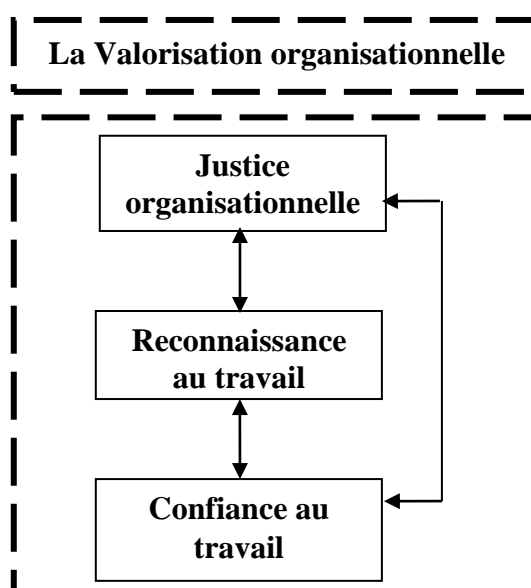 La Valorisation organisationnelle
Justice
organisationnelle
Reconnaissance
au travail
Confiance au
travail